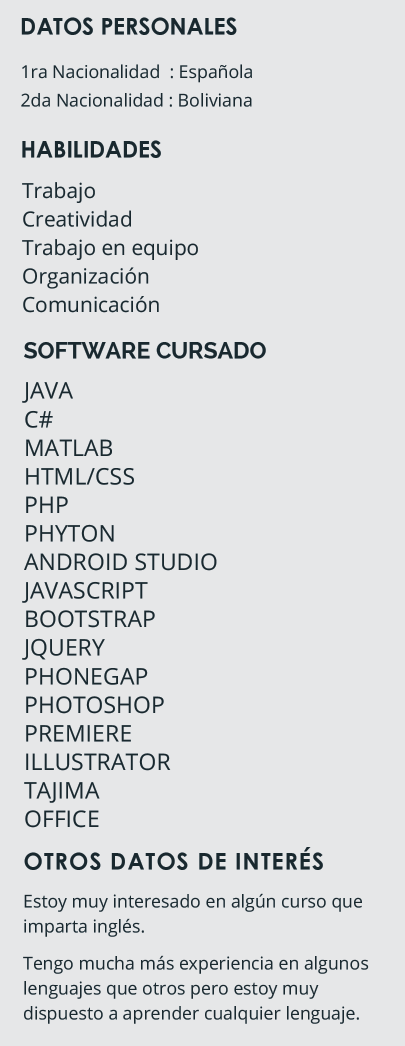 DATOS PERSONALES
1ra Nacionalidad : Española
2da Nacionalidad : Boliviana
HABILIDADES
Trabajo
Creatividad
Trabajo en equipo
Organización
Comunicación
SOFTWARE CURSADO
JAVA
C#
MATLAB
HTML/CSS
PHP
PHYTON
ANDROID STUDIO
JAVASCRIPT
BOOTSTRAP
JQUERY
PHONEGAP
PHOTOSHOP
PREMIERE
ILLUSTRATOR
TAJIMA
OFFICE
OTROS DATOS DE INTERÉS
Estoy muy interesado en algún curso que
imparta inglés.
Tengo mucha más experiencia en algunos
lenguajes que otros pero estoy muy
dispuesto a aprender cualquier lenguaje.